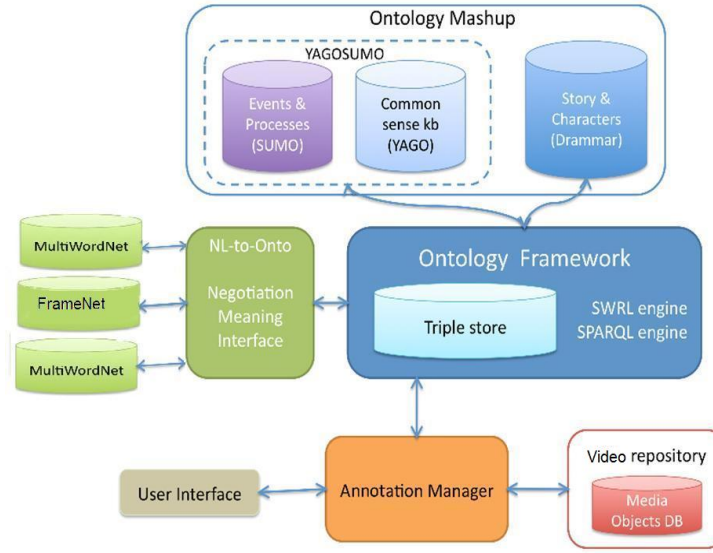 Ontology Mashup
YAGOSUMO
Events &
Processes
(SUMO)
Common
sense kb
(YAGO)
Story &
Characters
(Drammar)
MultiWordNet
FrameNet
MultiWordNet
NL-to-Onto
Negotiation
Meaning
Interface
Ontology Framework
Triple store
SWRL engine
SPARQL engine
User Interface
Annotation Manager
Video repository
Media
Objects DB